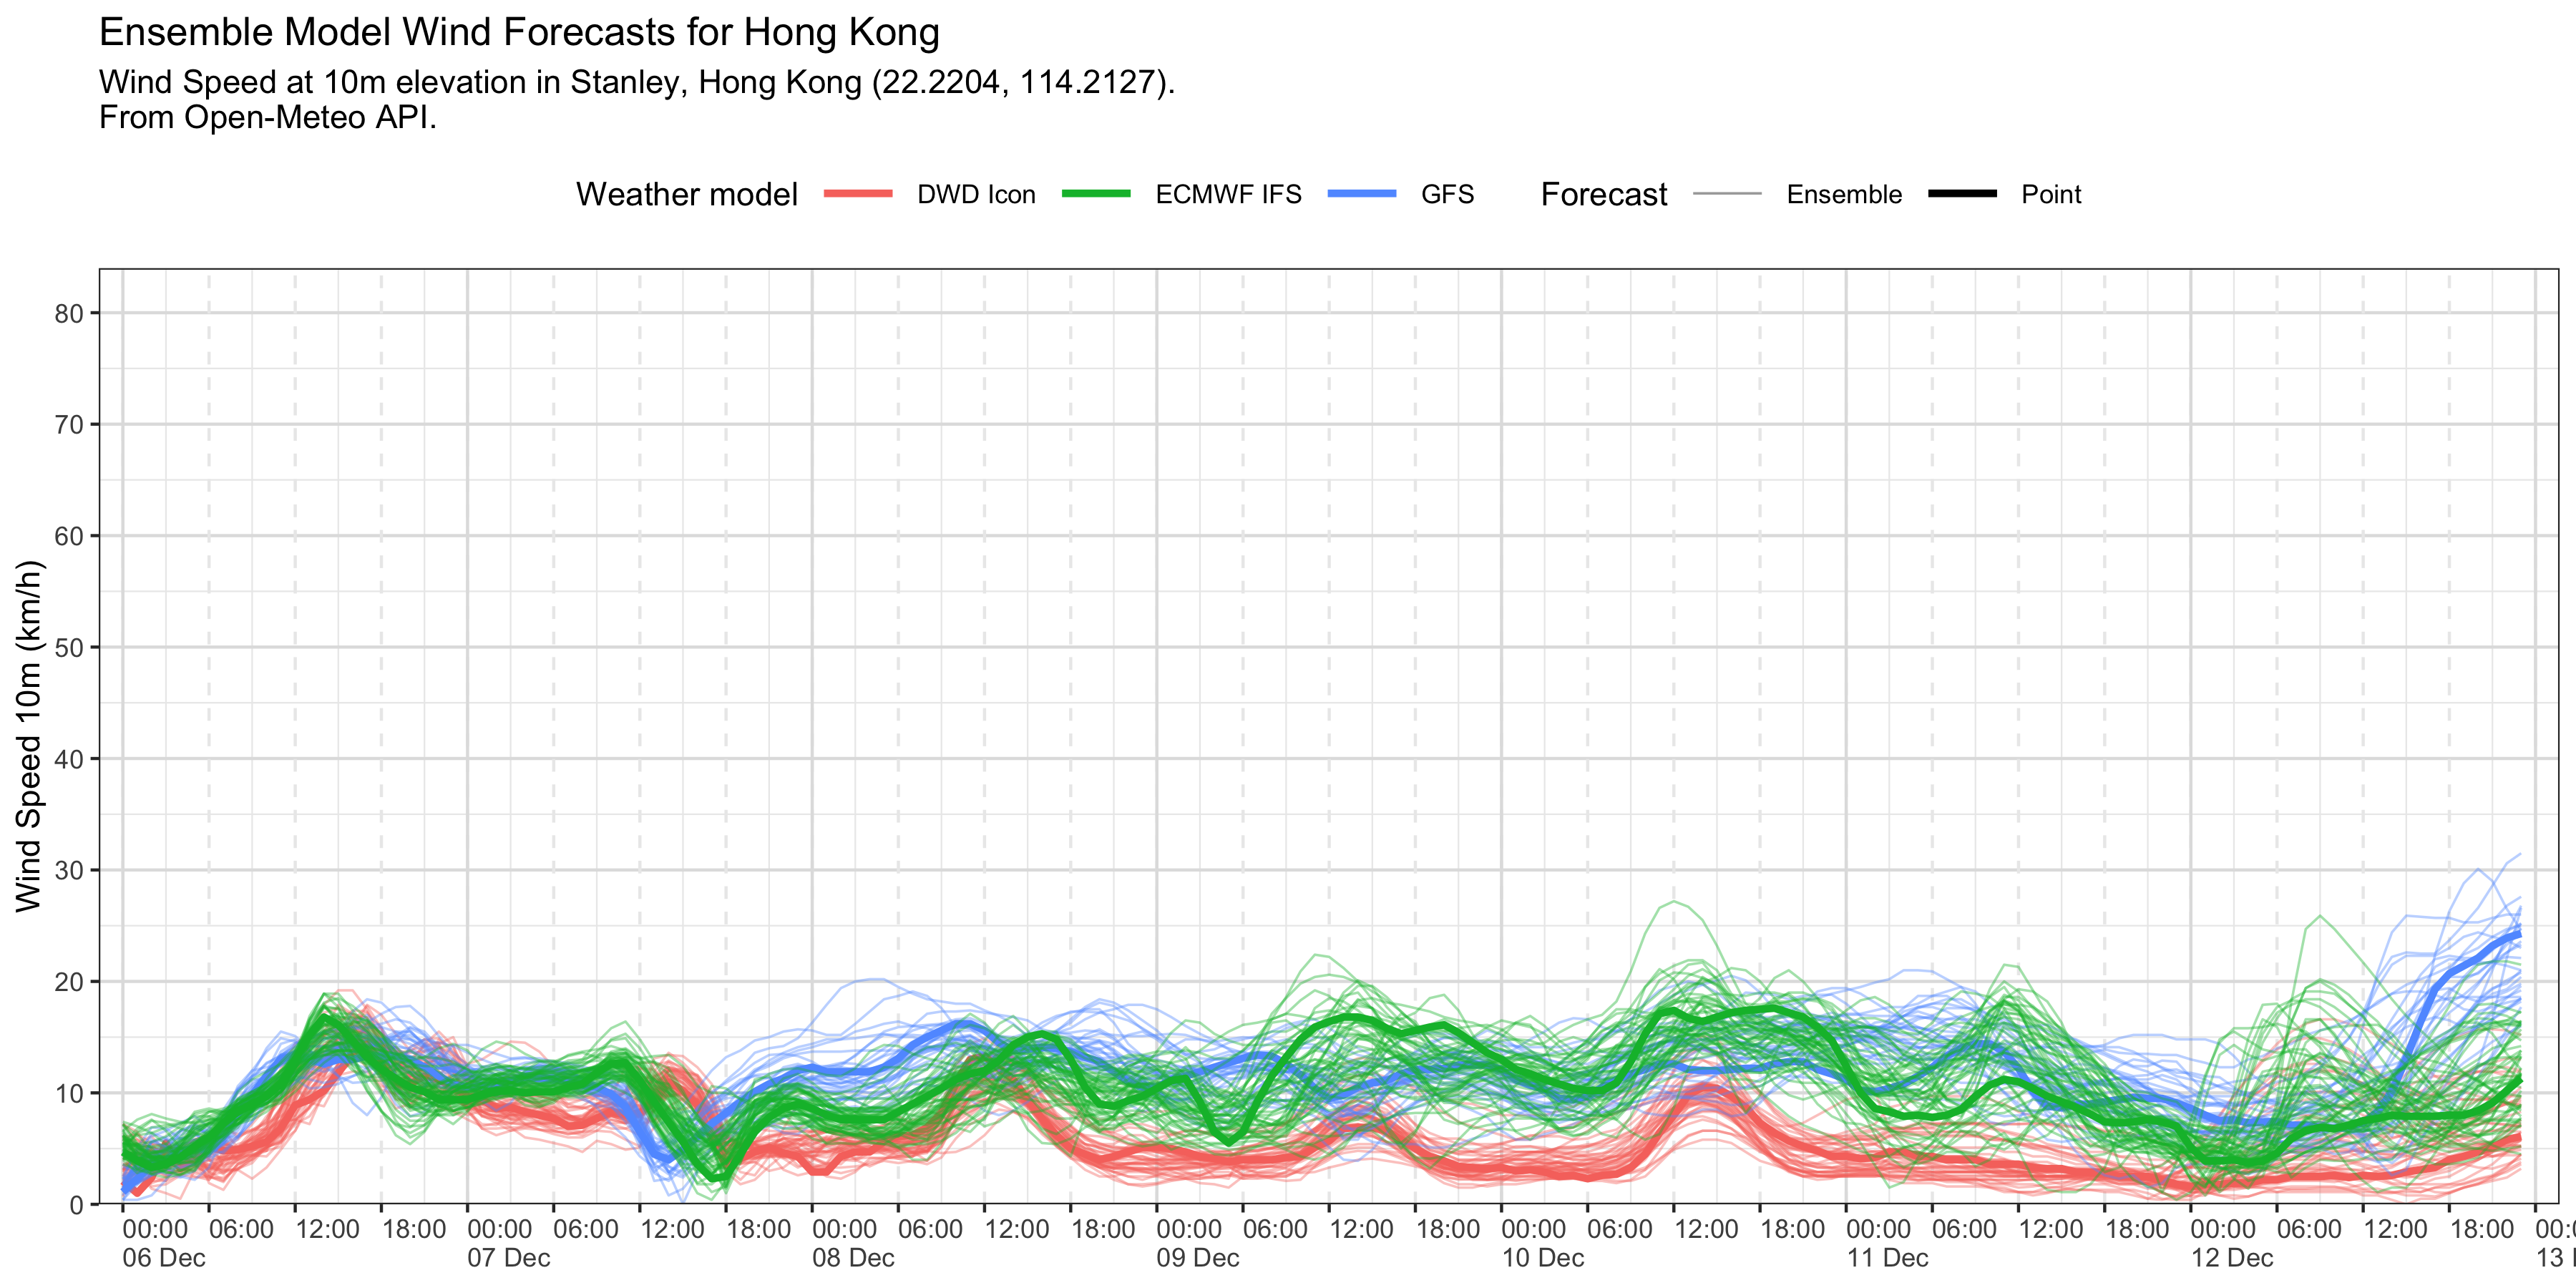 Ensemble Model Wind Forecasts for Hong Kong
Wind Speed at 10m elevation in Stanley, Hong Kong (22.2204, 114.2127).
From Open-Meteo API.
Weather model DWD Icon ECMWF IFS GFS Forecast Ensemble Point
Wind Speed 10m (km/h)
80
70
60
50
40
30
20
10
0
00:00 06:00 12:00 18:00 00:00 06:00 12:00 18:00 00:00 06:00 12:00 18:00 00:00 06:00 12:00 18:00 00:00 06:00 12:00 18:00 00:00 06:00 12:00 18:00 00:00 06:00 12:00 18:00
06 Dec 07 Dec 08 Dec 09 Dec 10 Dec 11 Dec 12 Dec 13